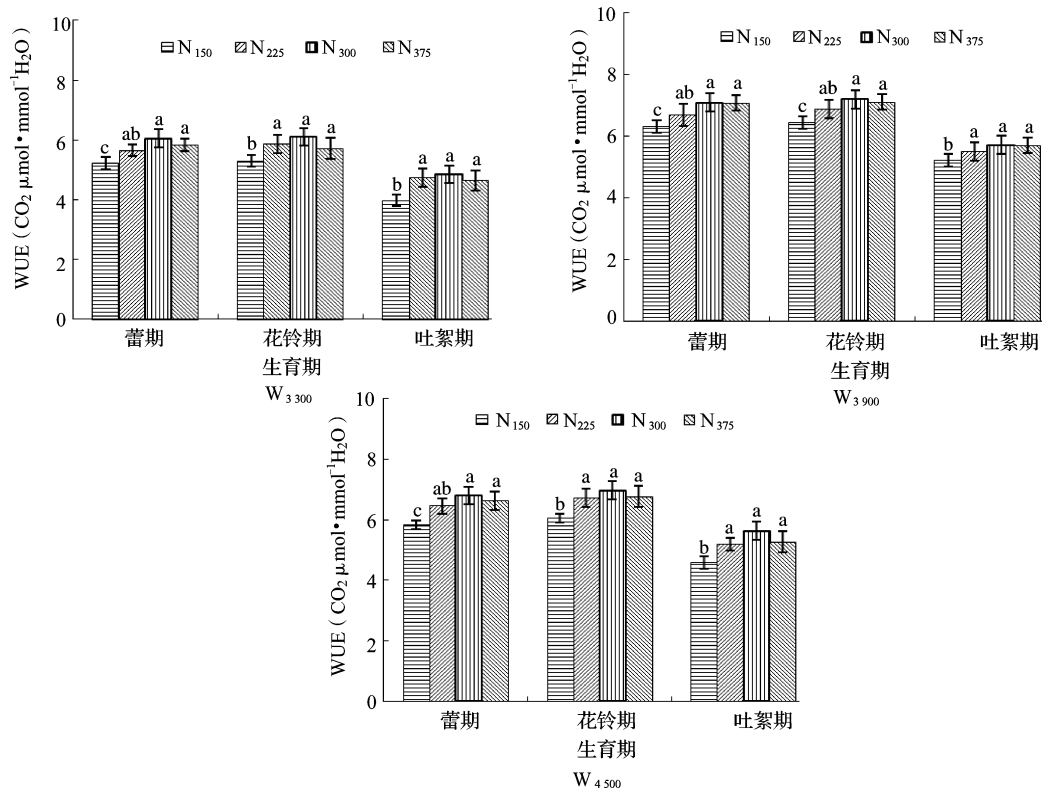 WUE(CO₂ μmol•mmol⁻¹H₂O)
N₁₅₀ N₂₂₅ N₃₀₀ N₃₇₅
10
8
6
4
2
0
c ab a a
b a a a
b a a a
蕾期 花铃期 吐絮期
生育期
W₃ ₃₀₀
WUE(CO₂ μmol•mmol⁻¹H₂O)
N₁₅₀ N₂₂₅ N₃₀₀ N₃₇₅
10
8
6
4
2
0
c ab a a
c ab a a
b a a a
蕾期 花铃期 吐絮期
生育期
W₃ ₉₀₀
WUE(CO₂ μmol•mmol⁻¹H₂O)
N₁₅₀ N₂₂₅ N₃₀₀ N₃₇₅
10
8
6
4
2
0
c ab a a
b a a a
b a a a
蕾期 花铃期 吐絮期
生育期
W₄ ₅₀₀